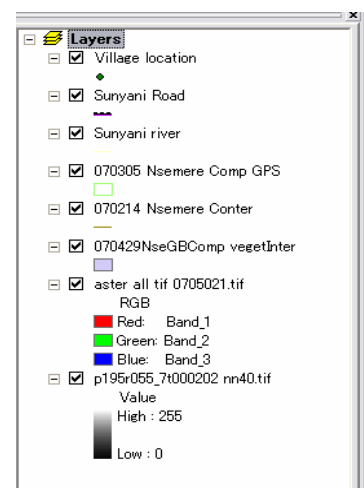 Layers
Village location
Sunyani Road
Sunyani river
070305 Nsemere Comp GPS
070214 Nsemere Conter
070429NseGBComp vegetInter
aster all tif 0705021.tif
RGB
Red: Band_1
Green: Band_2
Blue: Band_3
p195r055_7t000202 nn40.tif
Value
High : 255
Low : 0